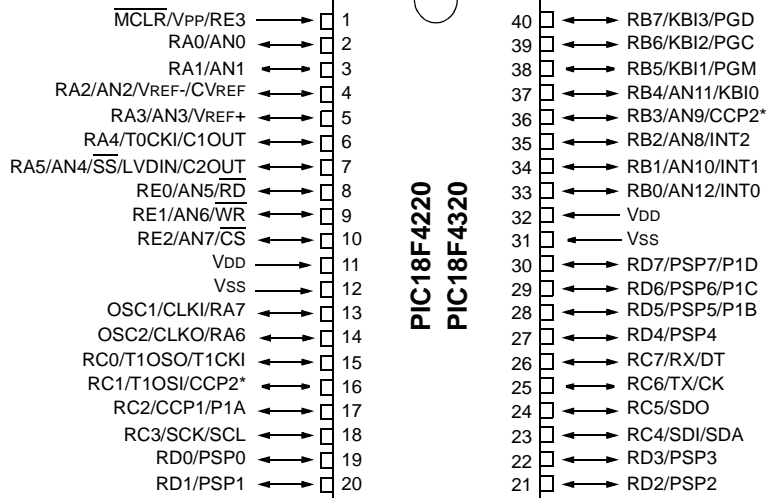 MCLR/VPP/RE3 1
RA0/AN0 2
RA1/AN1 3
RA2/AN2/VREF-/CVREF 4
RA3/AN3/VREF+ 5
RA4/T0CKI/C1OUT 6
RA5/AN4/SS/LVDIN/C2OUT 7
RE0/AN5/RD 8
RE1/AN6/WR 9
RE2/AN7/CS 10
VDD 11
VSS 12
OSC1/CLKI/RA7 13
OSC2/CLKO/RA6 14
RC0/T1OSO/T1CKI 15
RC1/T1OSI/CCP2* 16
RC2/CCP1/P1A 17
RC3/SCK/SCL 18
RD0/PSP0 19
RD1/PSP1 20
PIC18F4220
PIC18F4320
40 RB7/KBI3/PGD
39 RB6/KBI2/PGC
38 RB5/KBI1/PGM
37 RB4/AN11/KBI0
36 RB3/AN9/CCP2*
35 RB2/AN8/INT2
34 RB1/AN10/INT1
33 RB0/AN12/INT0
32 VDD
31 VSS
30 RD7/PSP7/P1D
29 RD6/PSP6/P1C
28 RD5/PSP5/P1B
27 RD4/PSP4
26 RC7/RX/DT
25 RC6/TX/CK
24 RC5/SDO
23 RC4/SDI/SDA
22 RD3/PSP3
21 RD2/PSP2